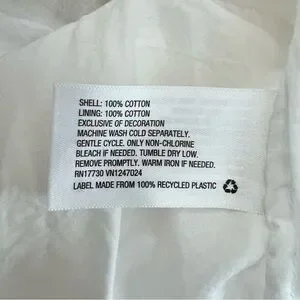 SHELL: 100% COTTON
LINING: 100% COTTON
EXCLUSIVE OF DECORATION
MACHINE WASH COLD SEPARATELY.
GENTLE CYCLE. ONLY NON-CHLORINE
BLEACH IF NEEDED. TUMBLE DRY LOW.
REMOVE PROMPTLY. WARM IRON IF NEEDED.
RN17730 VN1247024
LABEL MADE FROM 100% RECYCLED PLASTIC